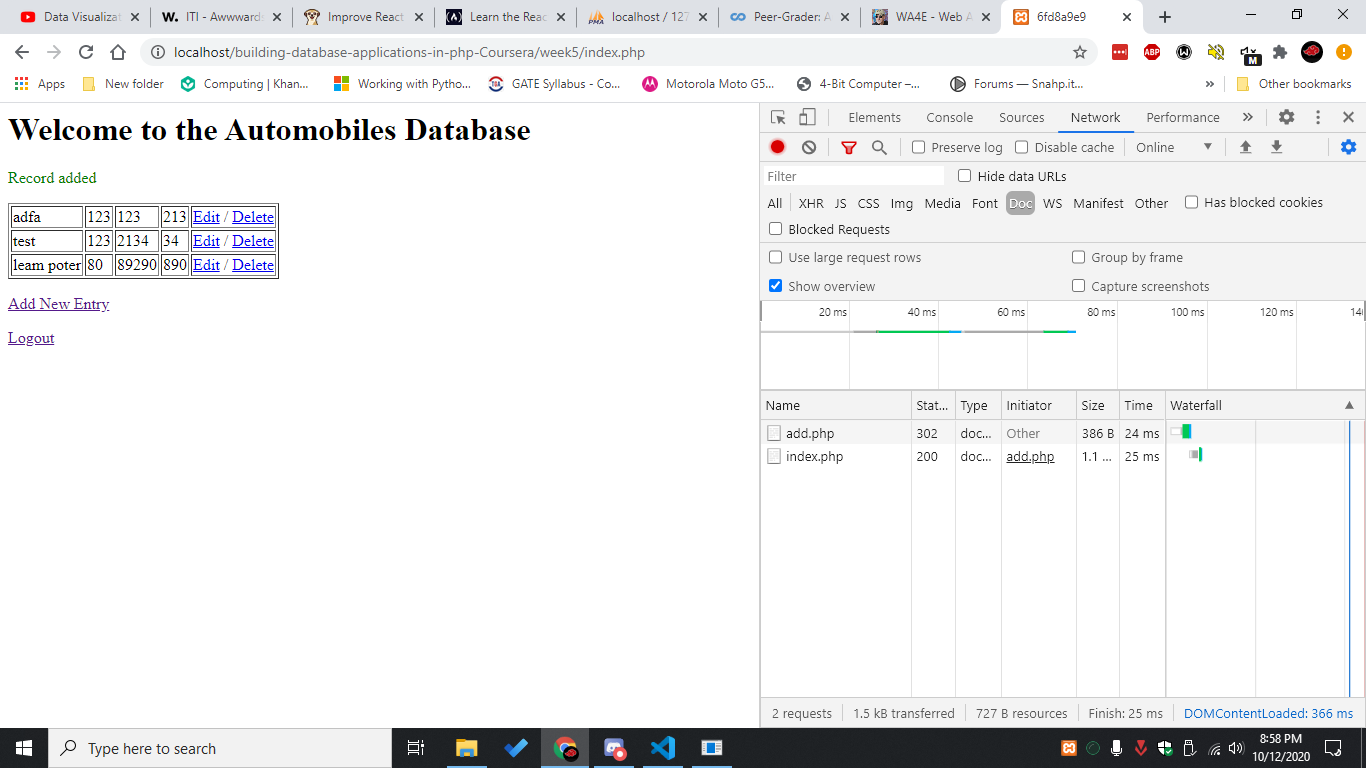 Data Visualizat
W. ITI - Awwward
Improve React
Learn the Reac
localhost / 127
Peer-Grader: A
WA4E - Web A
6fd8a9e9
localhost/building-database-applications-in-php-Coursera/week5/index.php
ABP
M
Apps
New folder
Computing | Khan...
Working with Pytho...
GATE Syllabus - Co...
Motorola Moto G5...
4-Bit Computer –...
Forums — Snahp.it...
»
Other bookmarks
Welcome to the Automobiles Database
Record added
adfa 123 123 213 Edit / Delete
test 123 2134 34 Edit / Delete
leam poter 80 89290 890 Edit / Delete
Add New Entry
Logout
Elements Console Sources Network Performance »
Preserve log Disable cache Online
Filter Hide data URLs
All XHR JS CSS Img Media Font Doc WS Manifest Other Has blocked cookies
Blocked Requests
Use large request rows Group by frame
Show overview Capture screenshots
20 ms 40 ms 60 ms 80 ms 100 ms 120 ms 140
Name Stat... Type Initiator Size Time Waterfall
add.php 302 doc... Other 386 B 24 ms
index.php 200 doc... add.php 1.1 ... 25 ms
2 requests 1.5 kB transferred 727 B resources Finish: 25 ms DOMContentLoaded: 366 ms
Type here to search
8:58 PM
10/12/2020